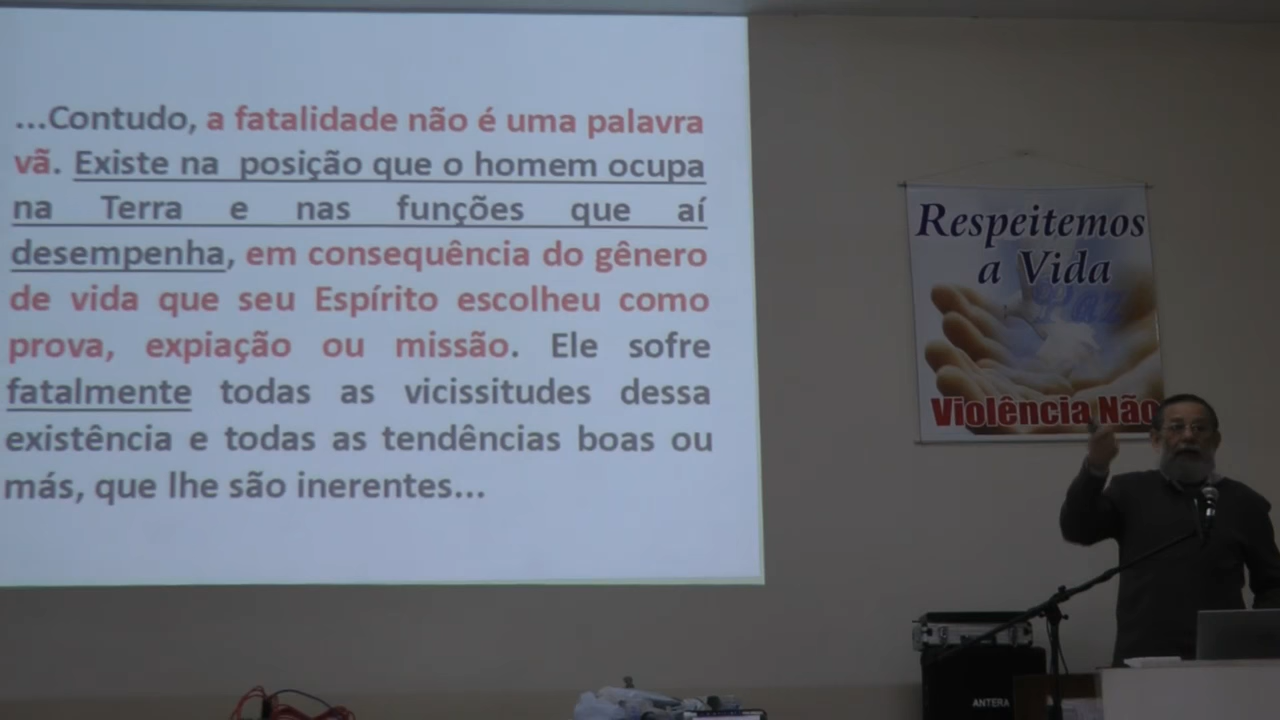 ...Contudo, a fatalidade não é uma palavra
vã. Existe na posição que o homem ocupa
na Terra e nas funções que aí
desempenha, em consequência do gênero
de vida que seu Espírito escolheu como
prova, expiação ou missão. Ele sofre
fatalmente todas as vicissitudes dessa
existência e todas as tendências boas ou
más, que lhe são inerentes...
Respeitemos
a Vida
Paz
Violência Não
ANTERA